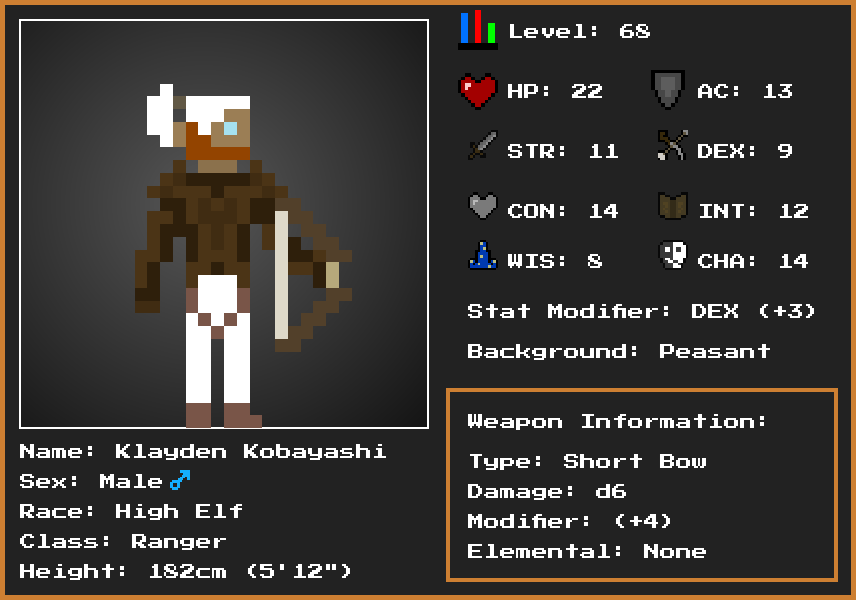 Level: 68
HP: 22
AC: 13
STR: 11
DEX: 9
CON: 14
INT: 12
WIS: 8
CHA: 14
Stat Modifier: DEX (+3)
Background: Peasant
Weapon Information:
Type: Short Bow
Damage: d6
Modifier: (+4)
Elemental: None
Name: Klayden Kobayashi
Sex: Male♂
Race: High Elf
Class: Ranger
Height: 182cm (5'12")